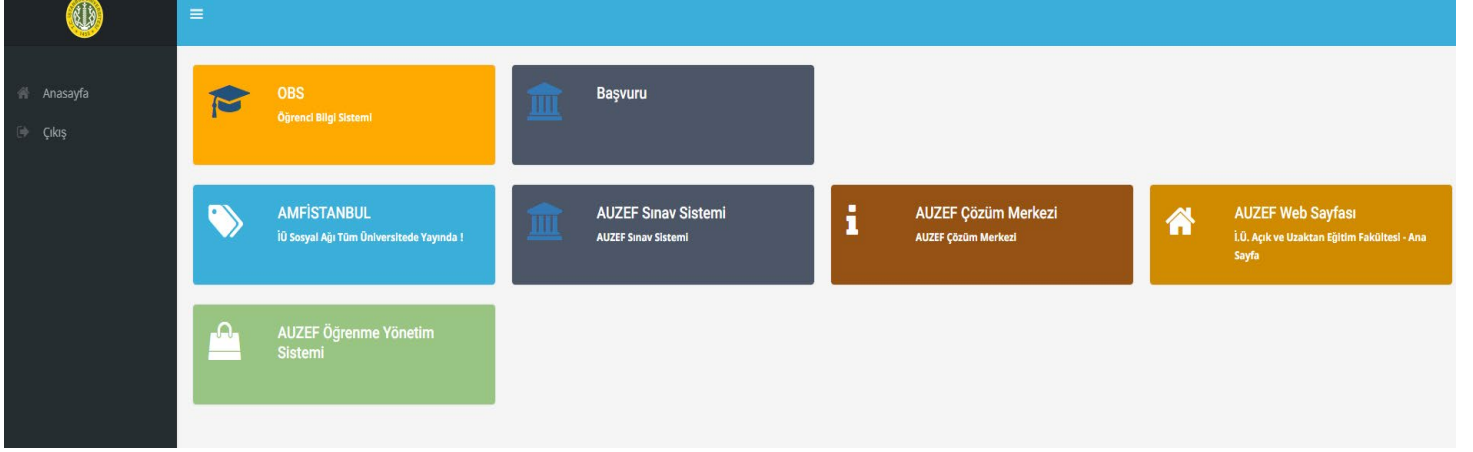 Anasayfa
Çıkış
OBS
Öğrenci Bilgi Sistemi
Başvuru
AMFİSTANBUL
İÜ Sosyal Ağı Tüm Üniversitede Yayında !
AUZEF Sınav Sistemi
AUZEF Sınav Sistemi
AUZEF Çözüm Merkezi
AUZEF Çözüm Merkezi
AUZEF Web Sayfası
İ.Ü. Açık ve Uzaktan Eğitim Fakültesi - Ana
Sayfa
AUZEF Öğrenme Yönetim
Sistemi